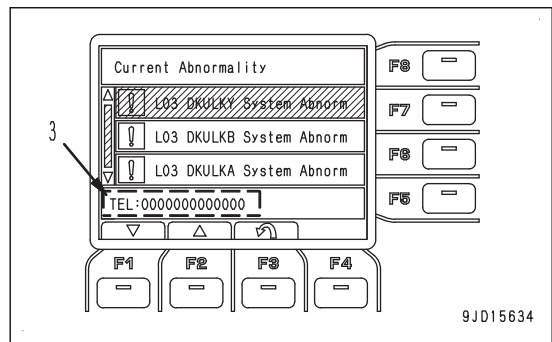 Current Abnormality
L03 DKULKY System Abnorm
L03 DKULKB System Abnorm
L03 DKULKA System Abnorm
3
TEL:0000000000000
F8
F7
F6
F5
F1 F2 F3 F4
9JD15634